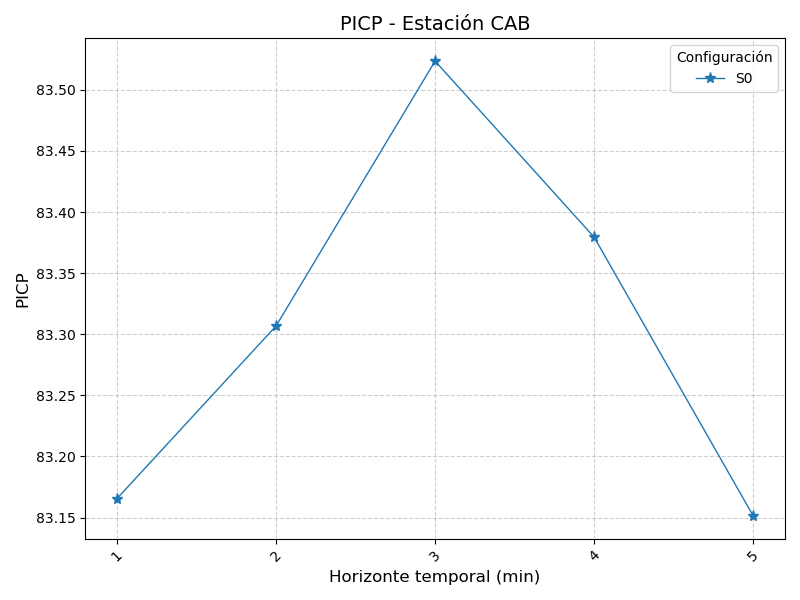 PICP - Estación CAB
Configuración
S0
PICP
83.50
83.45
83.40
83.35
83.30
83.25
83.20
83.15
1
2
3
4
5
Horizonte temporal (min)